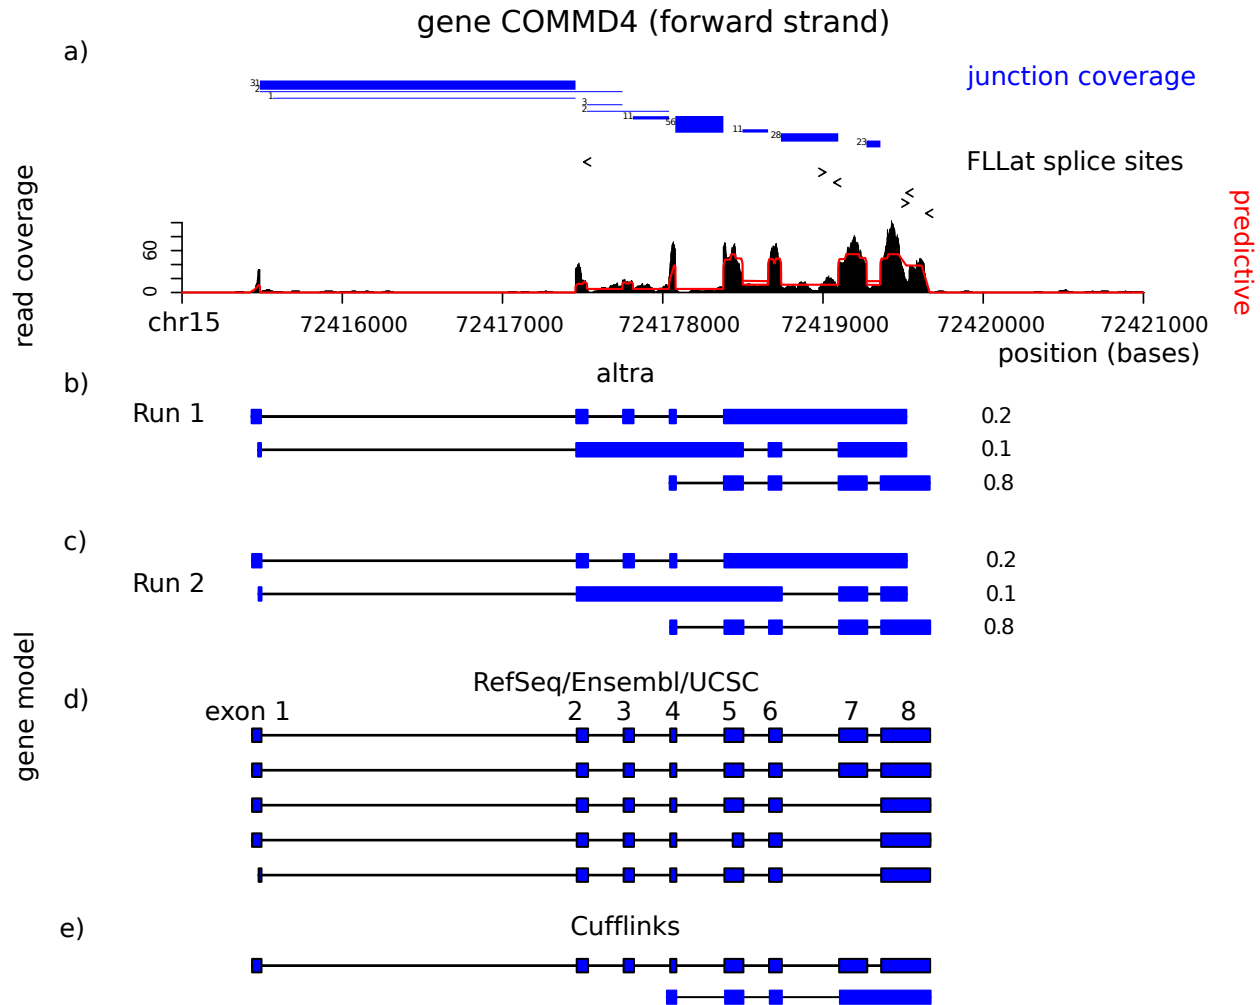 gene COMMD4 (forward strand)
a)
junction coverage
31
2
1
3
2
11
56
11
28
23
FLLat splice sites
<
>
<
<
>
<
read coverage
0
60
predictive
chr15
72416000
72417000
72418000
72419000
72420000
72421000
position (bases)
b)
altra
Run 1
0.2
0.1
0.8
c)
Run 2
0.2
0.1
0.8
gene model
d)
RefSeq/Ensembl/UCSC
exon 1
2
3
4
5
6
7
8
e)
Cufflinks